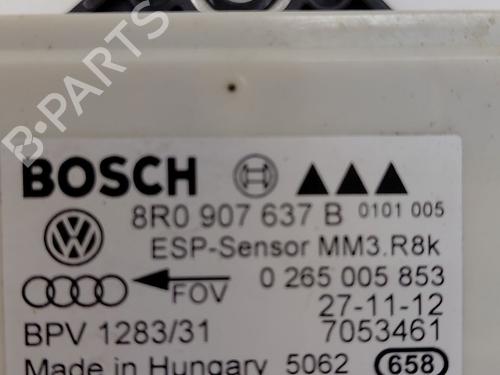 BOSCH
8R0 907 637 B 0101 005
ESP-Sensor MM3.R8k
0 265 005 853
FOV
27-11-12
BPV 1283/31 7053461
Made in Hungary 5062 658
B-PARTS